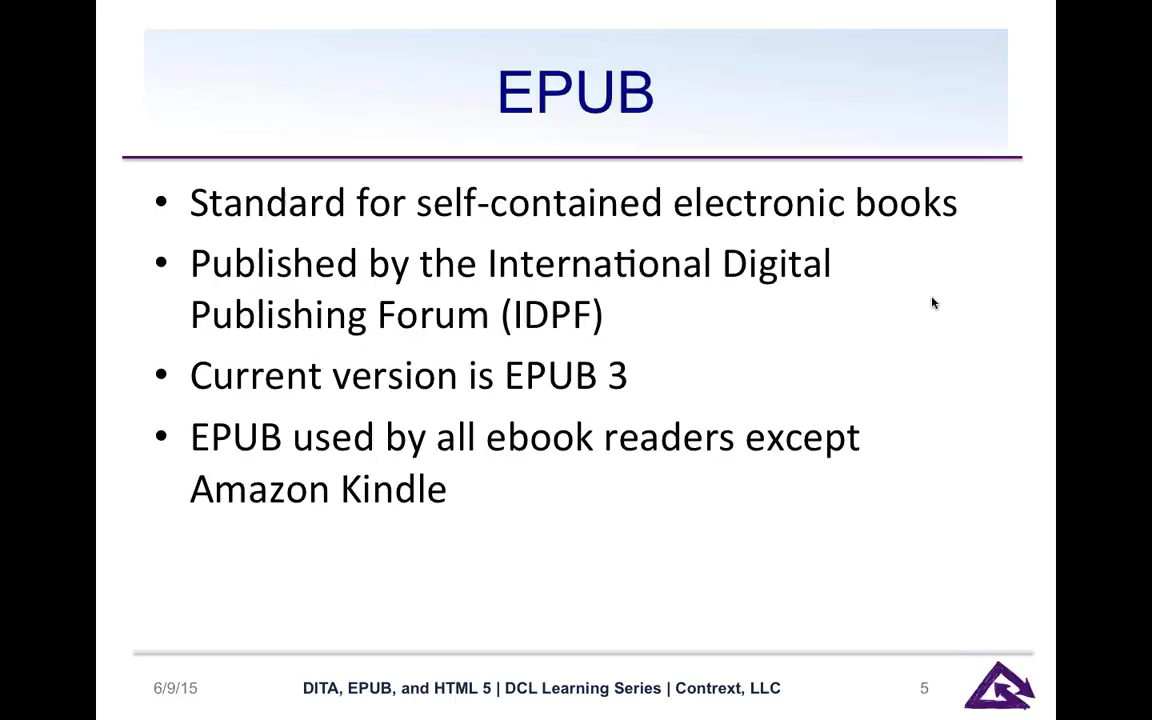 EPUB
• Standard for self-contained electronic books
• Published by the International Digital
Publishing Forum (IDPF)
• Current version is EPUB 3
• EPUB used by all ebook readers except
Amazon Kindle
6/9/15 DITA, EPUB, and HTML 5 | DCL Learning Series | Contrext, LLC 5